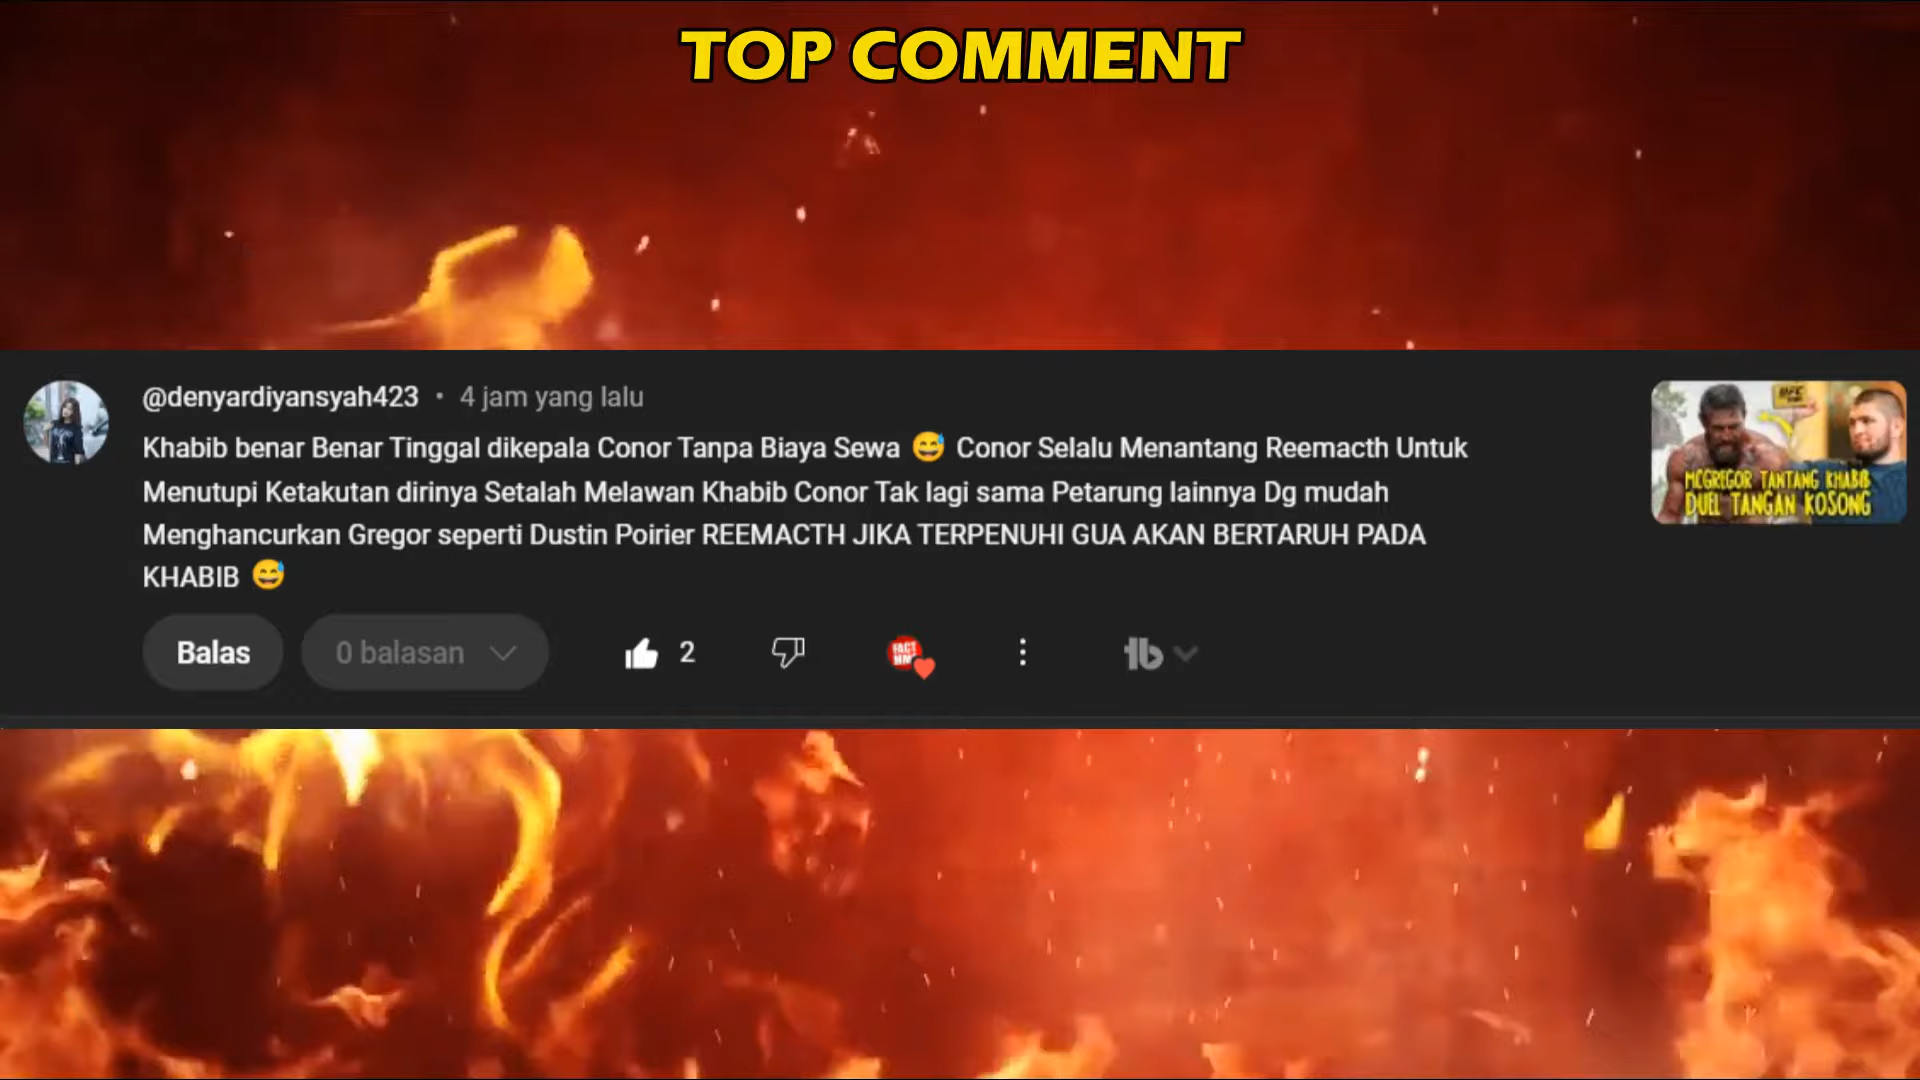 TOP COMMENT
@denyardiyansyah423 • 4 jam yang lalu
Khabib benar Benar Tinggal dikepala Conor Tanpa Biaya Sewa 😅 Conor Selalu Menantang Reemacth Untuk
Menutupi Ketakutan dirinya Setalah Melawan Khabib Conor Tak lagi sama Petarung lainnya Dg mudah
Menghancurkan Gregor seperti Dustin Poirier REEMACTH JIKA TERPENUHI GUA AKAN BERTARUH PADA
KHABIB 😅
MCGREGOR TANTANG KHABIB
DUEL TANGAN KOSONG
Balas
0 balasan
2
FACT